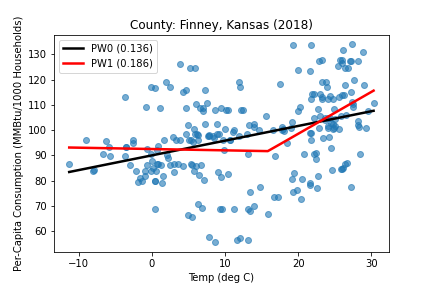 County: Finney, Kansas (2018)
PW0 (0.136)
PW1 (0.186)
Per-Capita Consumption (MMBtu/1000 Households)
130
120
110
100
90
80
70
60
−10 0 10 20 30
Temp (deg C)